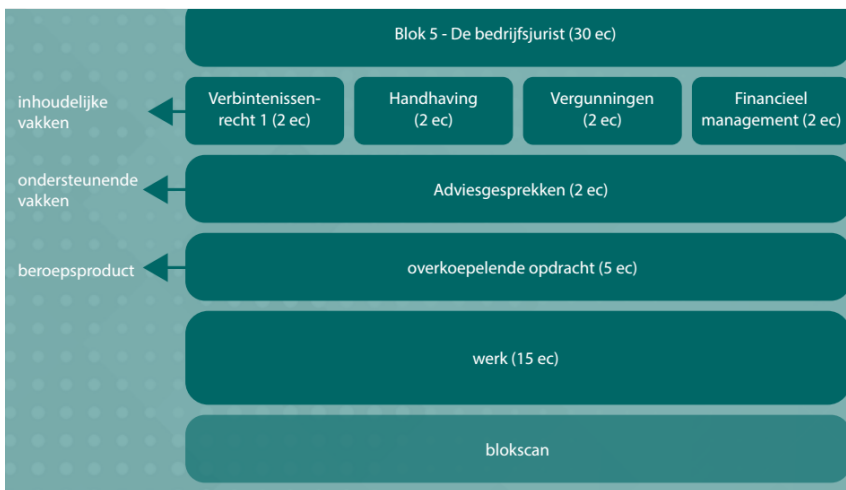 Blok 5 - De bedrijfsjurist (30 ec)
inhoudelijke
vakken
Verbintenissen-
recht 1 (2 ec)
Handhaving
(2 ec)
Vergunningen
(2 ec)
Financieel
management (2 ec)
ondersteunende
vakken
Adviesgesprekken (2 ec)
beroepsproduct
overkoepelende opdracht (5 ec)
werk (15 ec)
blokscan